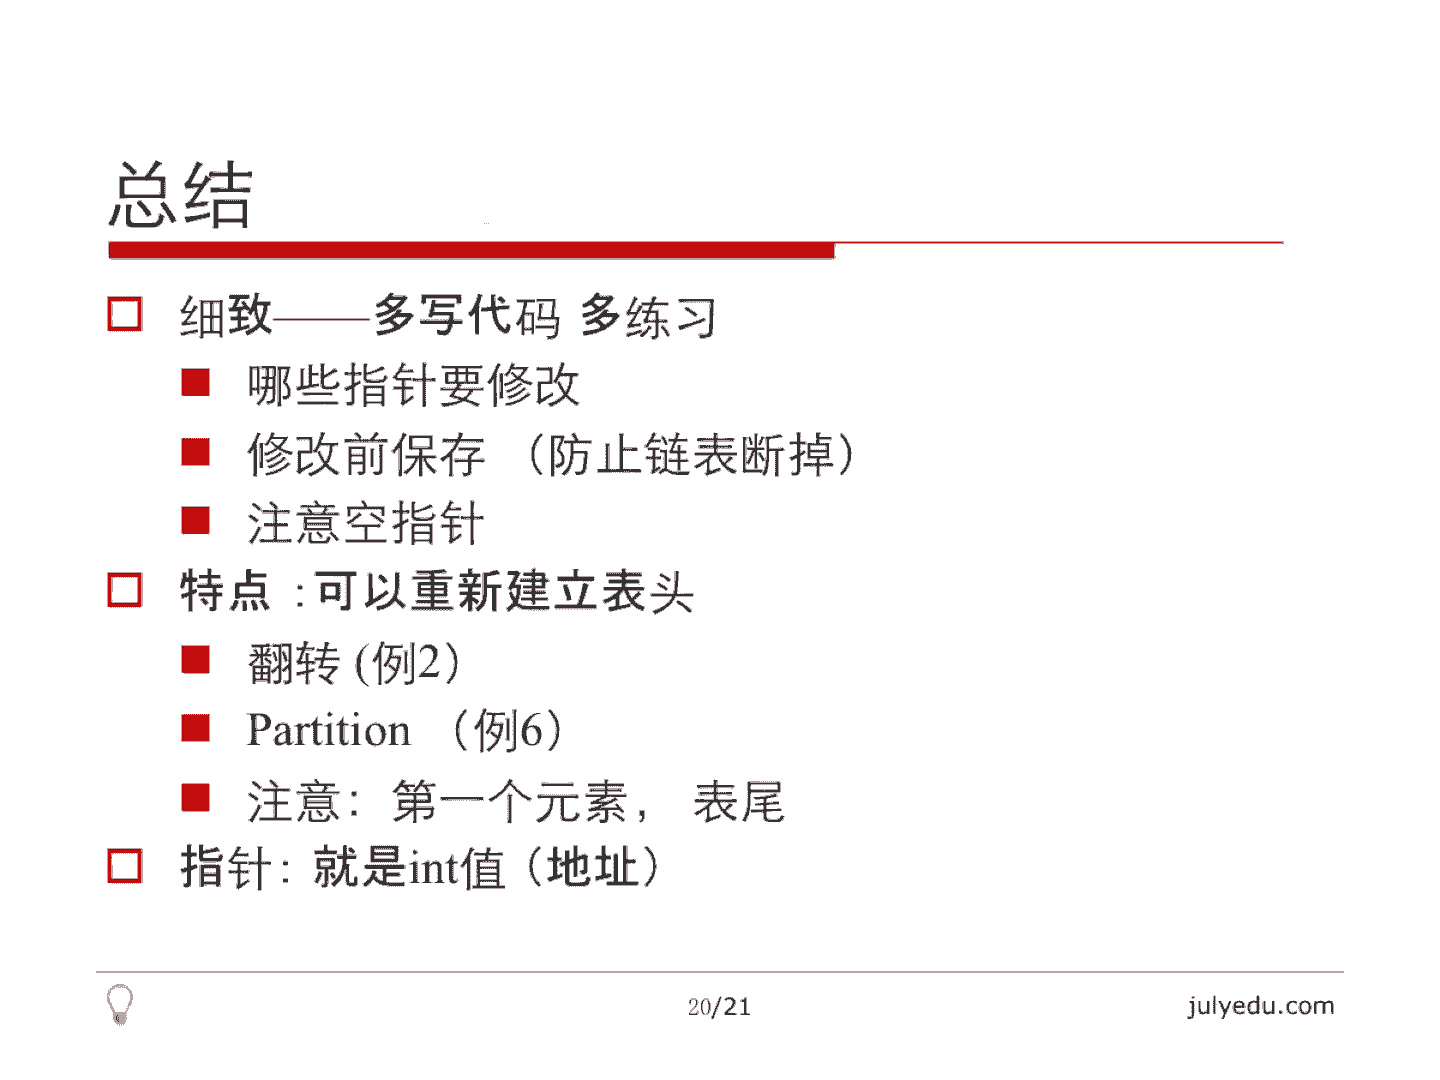 总结
细致——多写代码 多练习
哪些指针要修改
修改前保存 （防止链表断掉）
注意空指针
特点 :可以重新建立表头
翻转 (例2）
Partition （例6）
注意：第一个元素， 表尾
指针：就是int值（地址）
20/21
julyedu.com